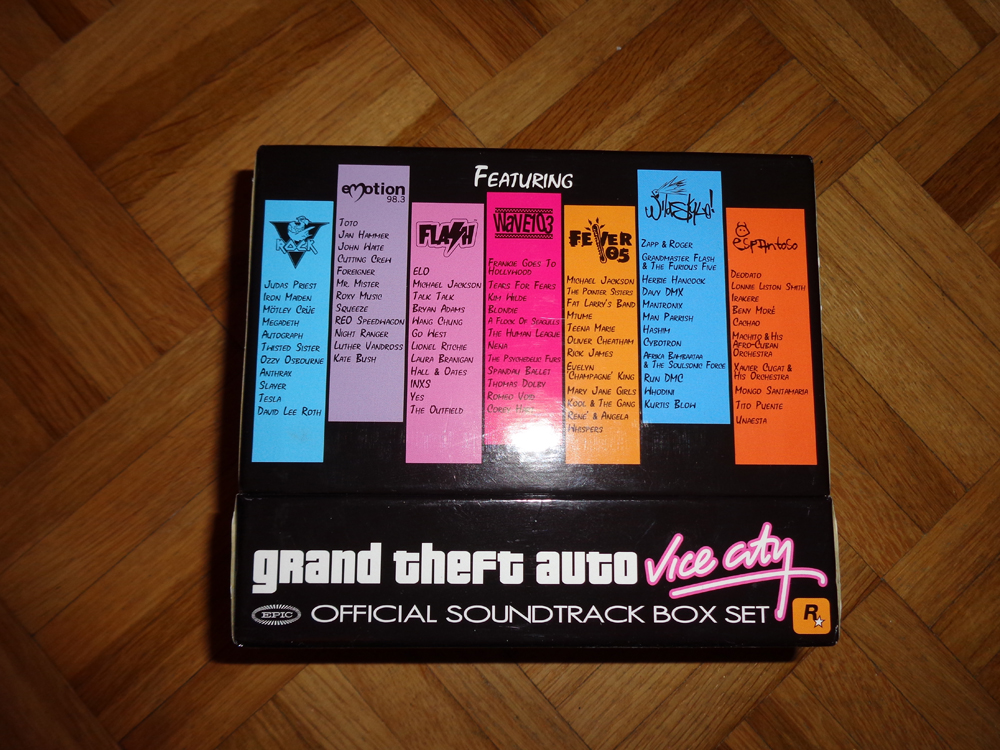 Featuring
ROCK
Judas Priest
Iron Maiden
Mötley Crüe
Megadeth
Autograph
Twisted Sister
Ozzy Osbourne
Anthrax
Slayer
Tesla
David Lee Roth
emotion
98.3
Toto
Jan Hammer
John Waite
Cutting Crew
Foreigner
Mr. Mister
Roxy Music
Squeeze
REO Speedwagon
Night Ranger
Luther Vandross
Kate Bush
FLASH
ELO
Michael Jackson
Talk Talk
Bryan Adams
Wang Chung
Go West
Lionel Ritchie
Laura Branigan
Hall & Oates
INXS
Yes
The Outfield
WAVE103
Frankie Goes To
Hollywood
Tears For Fears
Kim Wilde
Blondie
A Flock Of Seagulls
The Human League
Nena
The Psychedelic Furs
Spandau Ballet
Thomas Dolby
Romeo Void
Corey Hart
FEVER
105
Michael Jackson
The Pointer Sisters
Fat Larry's Band
Mtume
Teena Marie
Oliver Cheatham
Rick James
Evelyn
'Champagne' King
Mary Jane Girls
Kool & The Gang
René & Angela
Whispers
WildStyle!
Zapp & Roger
Grandmaster Flash
& The Furious Five
Herbie Hancock
Davy DMX
Mantronix
Man Parrish
Hashim
Cybotron
Afrika Bambaataa
& The Soulsonic Force
Run DMC
Whodini
Kurtis Blow
Espantoso
Deodato
Lonnie Liston Smith
Irakere
Beny Moré
Cachao
Machito & His
Afro-Cuban
Orchestra
Xavier Cugat &
His Orchestra
Mongo Santamaria
Tito Puente
Unaesta
grand theft auto vice city
EPIC OFFICIAL SOUNDTRACK BOX SET R